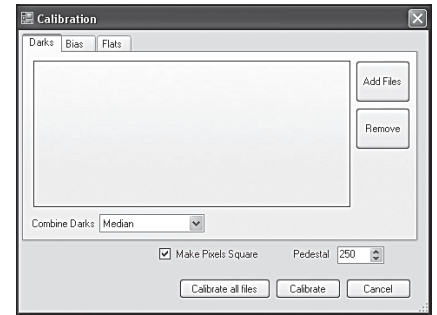 Calibration
Darks Bias Flats
Add Files
Remove
Combine Darks Median
Make Pixels Square Pedestal 250
Calibrate all files Calibrate Cancel